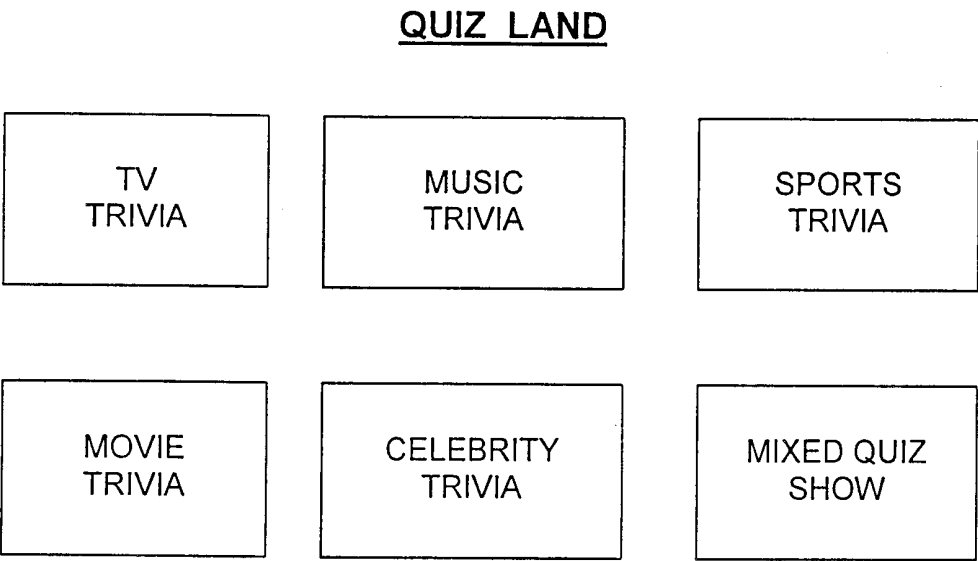 QUIZ LAND
TV
TRIVIA
MUSIC
TRIVIA
SPORTS
TRIVIA
MOVIE
TRIVIA
CELEBRITY
TRIVIA
MIXED QUIZ
SHOW